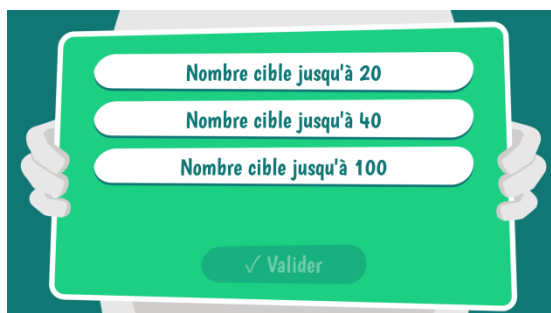 Nombre cible jusqu'à 20
Nombre cible jusqu'à 40
Nombre cible jusqu'à 100
✓ Valider